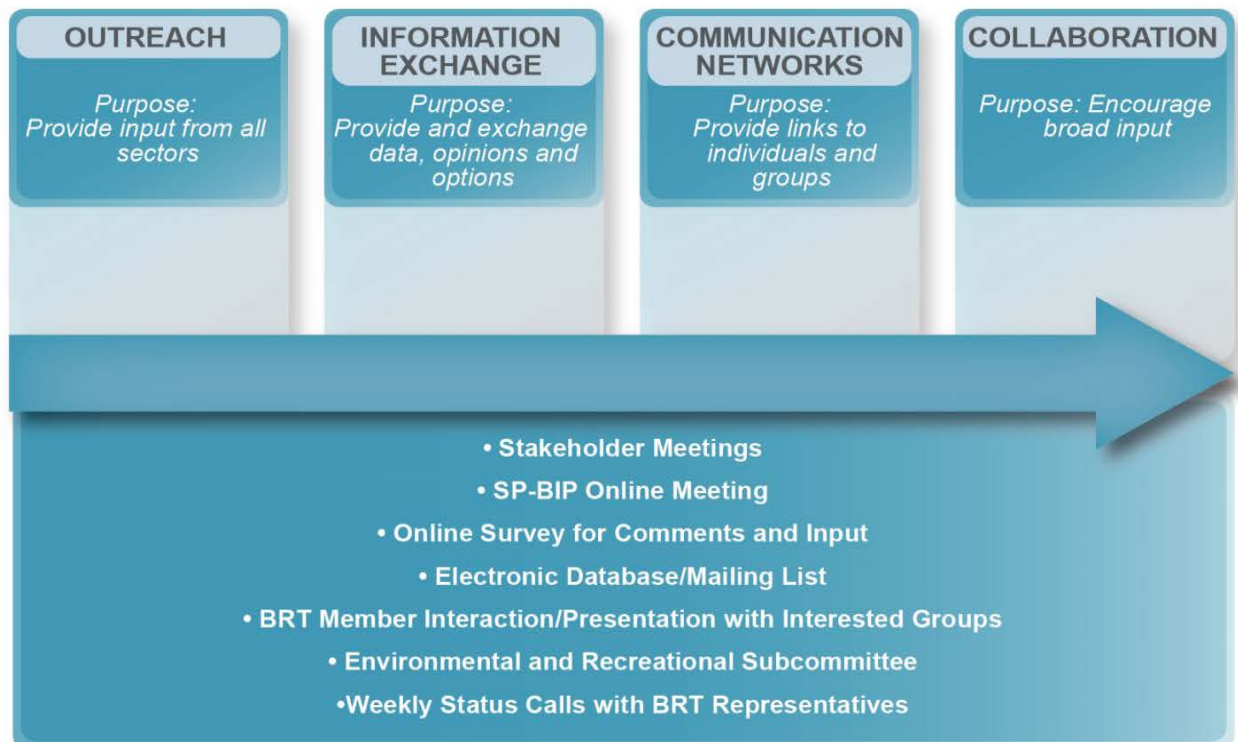 OUTREACH
Purpose:
Provide input from all
sectors
INFORMATION
EXCHANGE
Purpose:
Provide and exchange
data, opinions and
options
COMMUNICATION
NETWORKS
Purpose:
Provide links to
individuals and
groups
COLLABORATION
Purpose: Encourage
broad input
• Stakeholder Meetings
• SP-BIP Online Meeting
• Online Survey for Comments and Input
• Electronic Database/Mailing List
• BRT Member Interaction/Presentation with Interested Groups
• Environmental and Recreational Subcommittee
•Weekly Status Calls with BRT Representatives